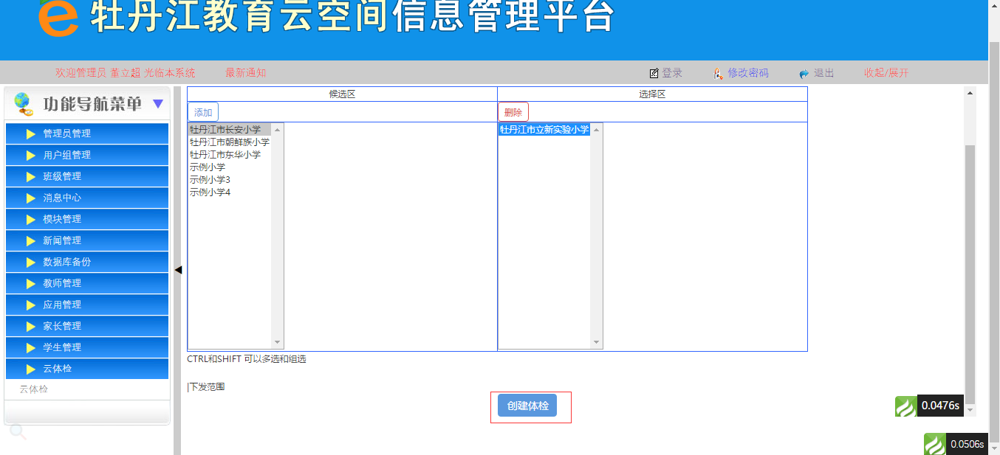 牡丹江教育云空间信息管理平台
欢迎管理员 董立超 光临本系统 最新通知 登录 修改密码 退出 收起/展开
功能导航菜单
管理员管理
用户组管理
班级管理
消息中心
模块管理
新闻管理
数据库备份
教师管理
应用管理
家长管理
学生管理
云体检
云体检
候选区 选择区
添加 删除
牡丹江市长安小学
牡丹江市朝鲜族小学
牡丹江市东华小学
示例小学
示例小学3
示例小学4
牡丹江市立新实验小学
CTRL和SHIFT 可以多选和组选
|下发范围
创建体检
0.0476s
0.0506s